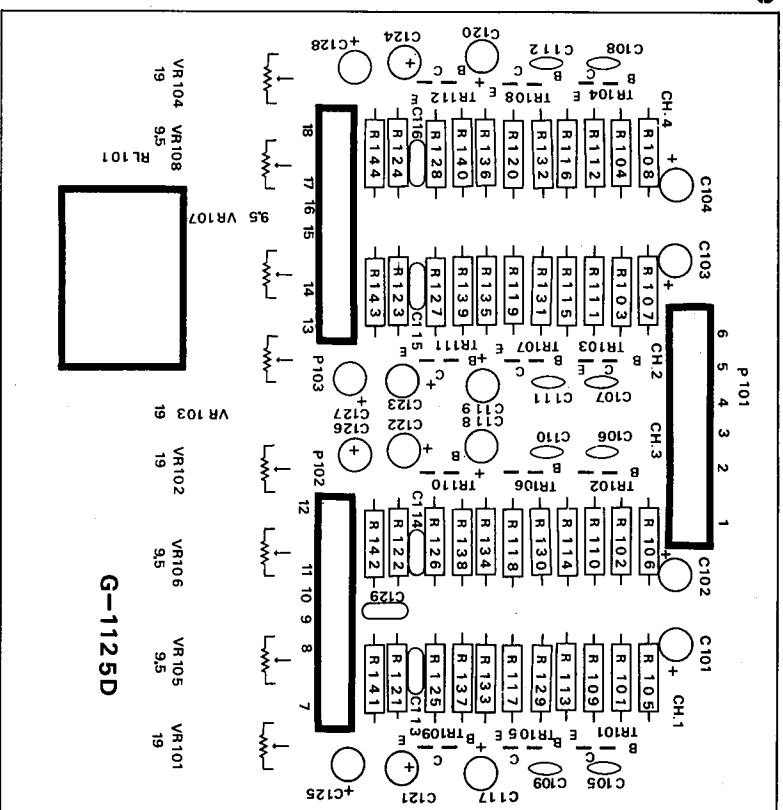 C128
C124
C120
C112
C108
VR104
19
E C B
TR112
E C B
TR108
E C B
TR104
CH.4
VR108
9,5
RL101
18
17
16
15
14
13
C116
R144
R124
R128
R140
R136
R120
R132
R116
R112
R104
R108
C104
VR107
9,5
C103
R143
R123
R127
R139
R135
R119
R131
R115
R111
R103
R107
C115
E C B
TR111
E C B
TR107
E C B
TR103
CH.2
P103
C127
C123
C119
C111
C107
6
5
4
3
2
1
P101
VR103
19
C126
C122
C118
C110
C106
CH.3
VR102
19
P102
B
TR110
B
TR106
B
TR102
12
11
10
9
8
7
C114
R142
R122
R126
R138
R134
R118
R130
R114
R110
R102
R106
C102
VR106
9,5
C129
G-1125D
C101
VR105
9,5
R141
R121
R125
R137
R133
R117
R129
R113
R109
R101
R105
CH.1
C113
E C B
TR109
E C B
TR105
E C B
TR101
VR101
19
C125
C121
C117
C109
C105